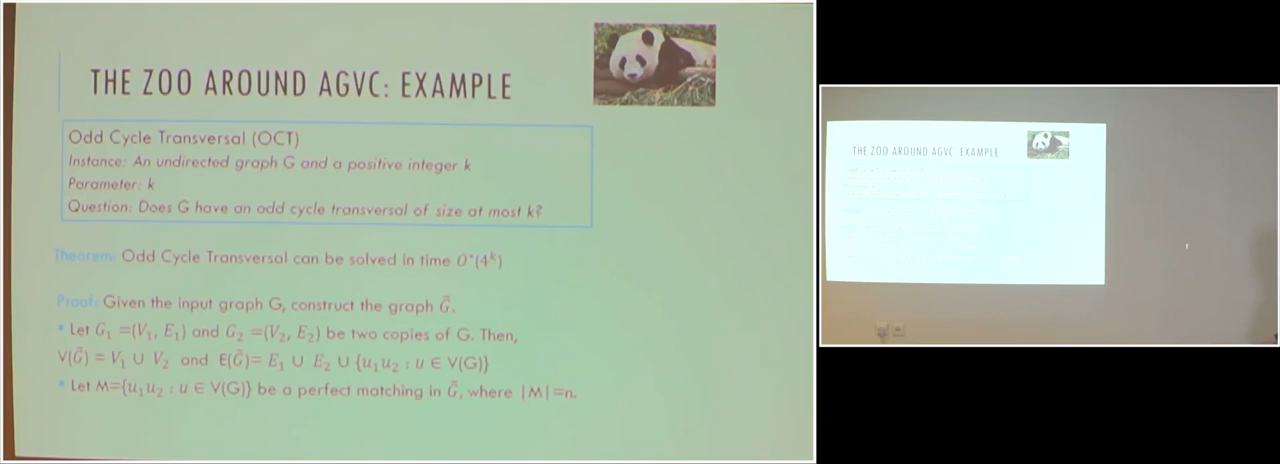 THE ZOO AROUND AGVC: EXAMPLE
Odd Cycle Transversal (OCT)
Instance: An undirected graph G and a positive integer k
Parameter: k
Question: Does G have an odd cycle transversal of size at most k?
Theorem: Odd Cycle Transversal can be solved in time O*(4ᵏ)
Proof: Given the input graph G, construct the graph G̃.
• Let G₁ =(V₁, E₁) and G₂ =(V₂, E₂) be two copies of G. Then,
V(G̃) = V₁ ∪ V₂ and E(G̃)= E₁ ∪ E₂ ∪ {u₁u₂ : u ∈ V(G)}
• Let M={u₁u₂ : u ∈ V(G)} be a perfect matching in G̃, where |M|=n.
THE ZOO AROUND AGVC: EXAMPLE